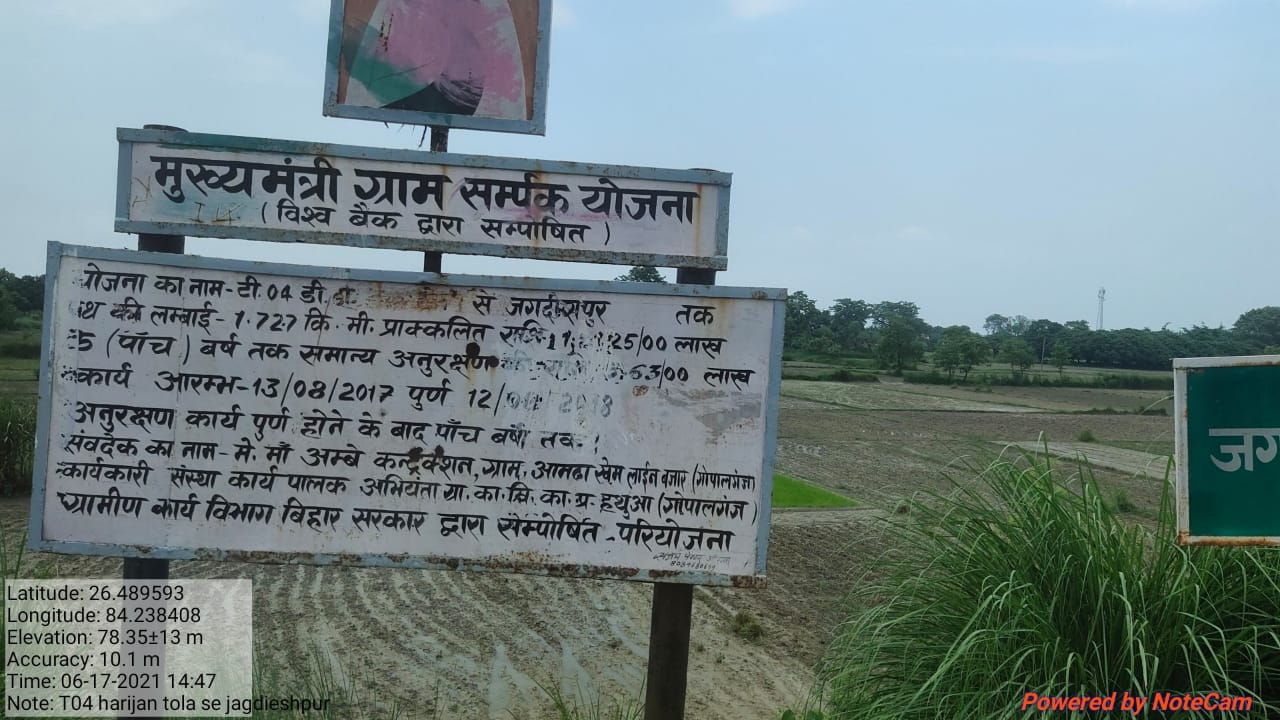 मुख्यमंत्री ग्राम सर्म्पक योजना
( विश्व बैंक द्वारा सम्पोषित )
योजना का नाम - टी.04 डी. से जगदीशपुर तक
की लम्बाई - 1.727 कि. मी. प्राक्कलित राशि लाख
5 (पाँच) बर्ष तक समान्य अनुरक्षण लाख
कार्य आरम्भ - 13/08/2017 पुर्ण 12/
अनुरक्षण कार्य पुर्ण होने के बाद पाँच बर्षो तक।
संवदेक का नाम - मे. माँ अम्बे कन्ट्रक्शन, ग्राम. लाईन बजार (गोपालगंज)
कार्यकारी संस्था कार्य पालक अभियंता ग्रा. का. वि. का. प्र. हथुआ (गोपालगंज)
ग्रामीण कार्य विभाग बिहार सरकार द्वारा सम्पोषित - परियोजना
जग
Latitude: 26.489593
Longitude: 84.238408
Elevation: 78.35±13 m
Accuracy: 10.1 m
Time: 06-17-2021 14:47
Note: T04 harijan tola se jagdieshpur
Powered by NoteCam